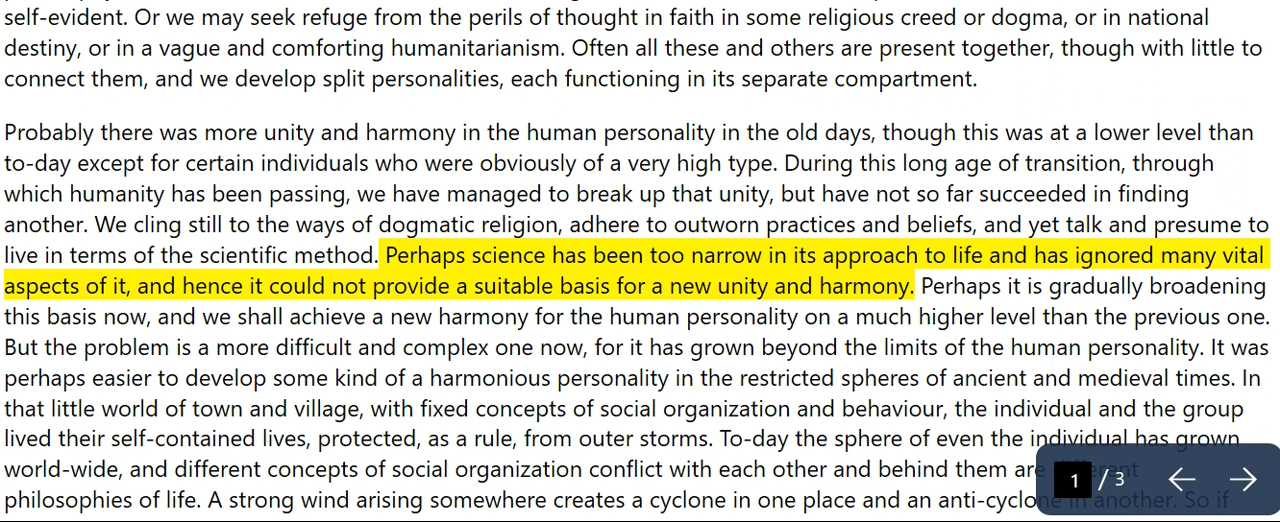 self-evident. Or we may seek refuge from the perils of thought in faith in some religious creed or dogma, or in national
destiny, or in a vague and comforting humanitarianism. Often all these and others are present together, though with little to
connect them, and we develop split personalities, each functioning in its separate compartment.
Probably there was more unity and harmony in the human personality in the old days, though this was at a lower level than
to-day except for certain individuals who were obviously of a very high type. During this long age of transition, through
which humanity has been passing, we have managed to break up that unity, but have not so far succeeded in finding
another. We cling still to the ways of dogmatic religion, adhere to outworn practices and beliefs, and yet talk and presume to
live in terms of the scientific method. Perhaps science has been too narrow in its approach to life and has ignored many vital
aspects of it, and hence it could not provide a suitable basis for a new unity and harmony. Perhaps it is gradually broadening
this basis now, and we shall achieve a new harmony for the human personality on a much higher level than the previous one.
But the problem is a more difficult and complex one now, for it has grown beyond the limits of the human personality. It was
perhaps easier to develop some kind of a harmonious personality in the restricted spheres of ancient and medieval times. In
that little world of town and village, with fixed concepts of social organization and behaviour, the individual and the group
lived their self-contained lives, protected, as a rule, from outer storms. To-day the sphere of even the individual has grown
world-wide, and different concepts of social organization conflict with each other and behind them are different
philosophies of life. A strong wind arising somewhere creates a cyclone in one place and an anti-cyclone in another. So if
1 / 3